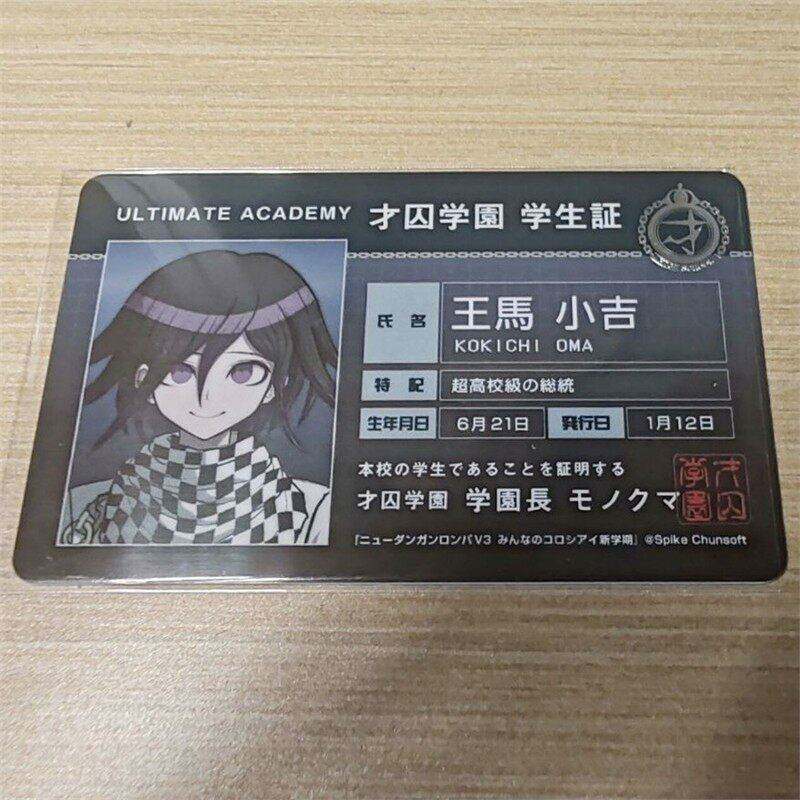 ULTIMATE ACADEMY 才囚学園 学生証
才
氏名 王馬 小吉
KOKICHI OMA
特記 超高校級の総統
生年月日 6月21日 発行日 1月12日
本校の学生であることを証明する
才囚学園 学園長 モノクマ
才囚学園
『ニューダンガンロンパV3 みんなのコロシアイ新学期』 @Spike Chunsoft